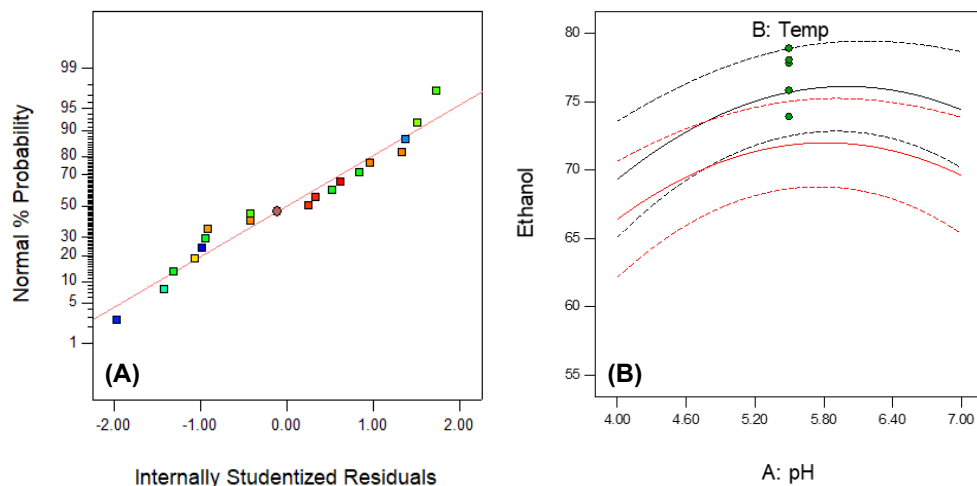 Normal % Probability
99
95
90
80
70
50
30
20
10
5
1
(A)
-2.00 -1.00 0.00 1.00 2.00
Internally Studentized Residuals
B: Temp
Ethanol
80
75
70
65
60
55
(B)
4.00 4.60 5.20 5.80 6.40 7.00
A: pH